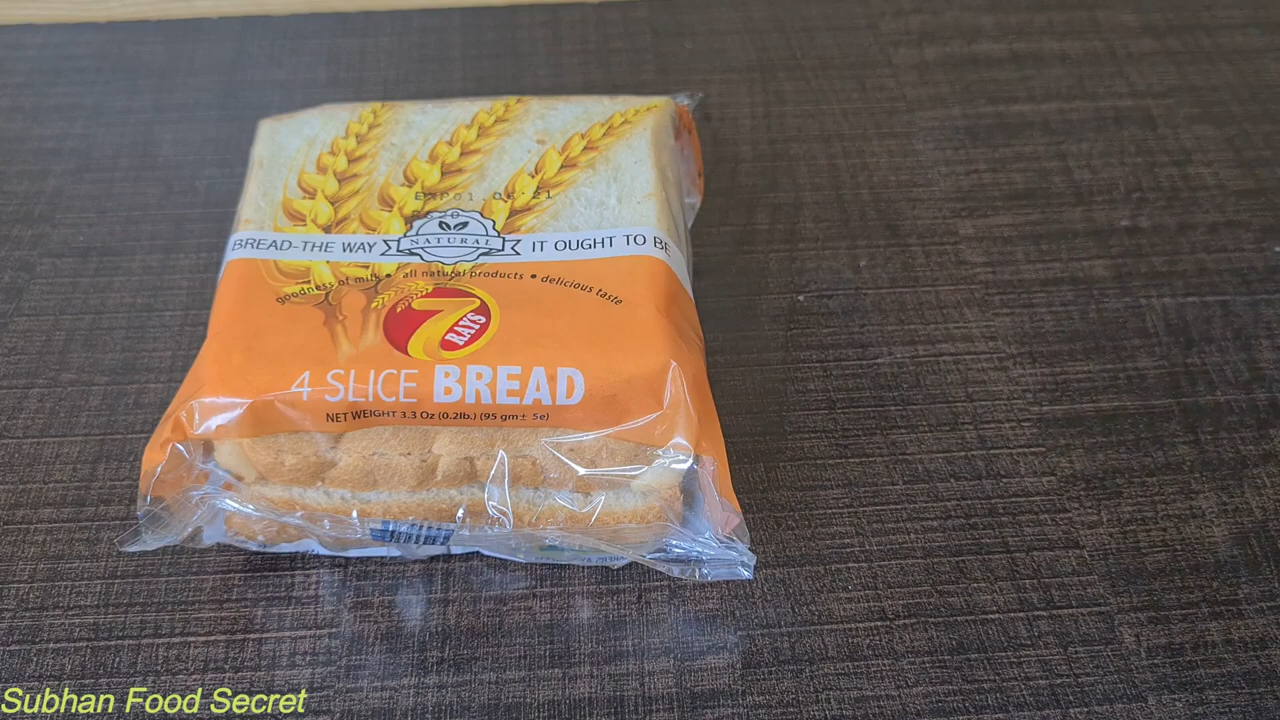 BREAD-THE WAY NATURAL IT OUGHT TO BE
goodness of milk • all natural products • delicious taste
7
RAYS
4 SLICE BREAD
NET WEIGHT 3.3 Oz (0.2lb.) (95 gm± 5e)
Subhan Food Secret